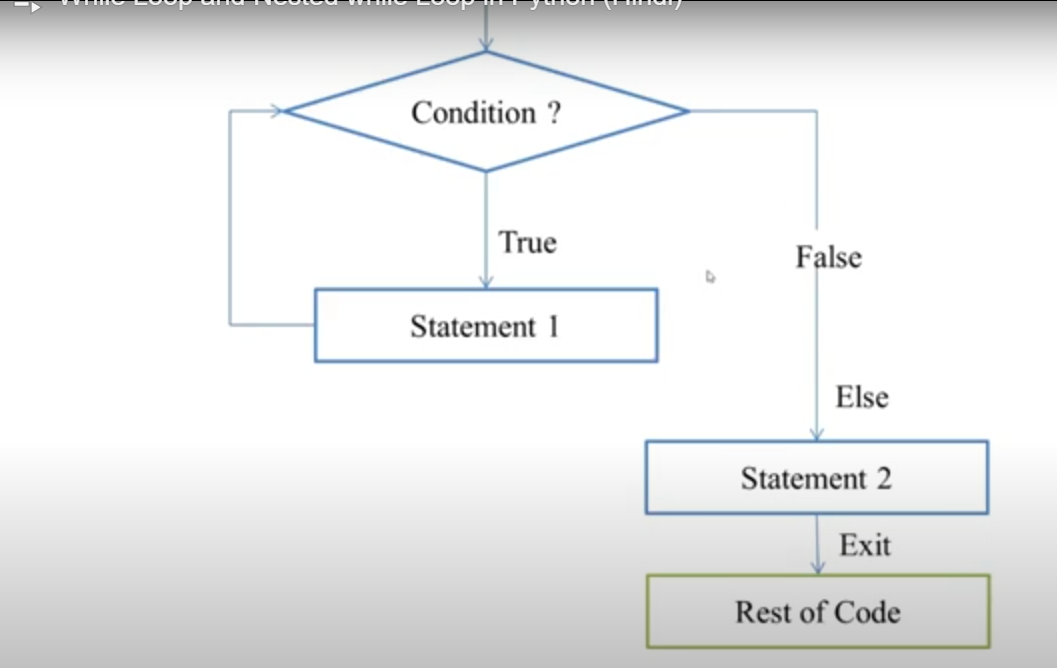 While Loop and Nested while Loop in Python (Hindi)
Condition ?
True
False
Statement 1
Else
Statement 2
Exit
Rest of Code